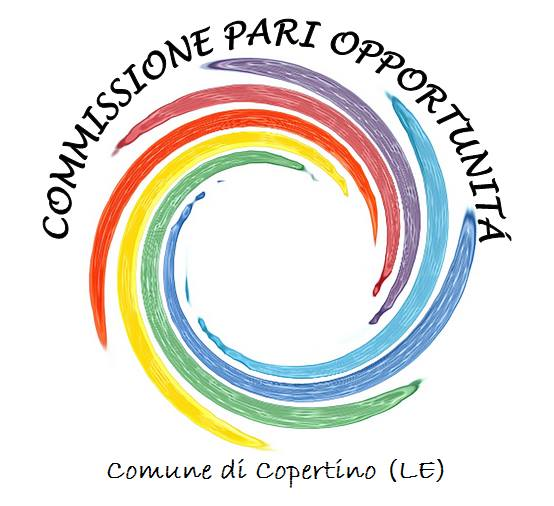 COMMISSIONE PARI OPPORTUNITÁ
Comune di Copertino (LE)